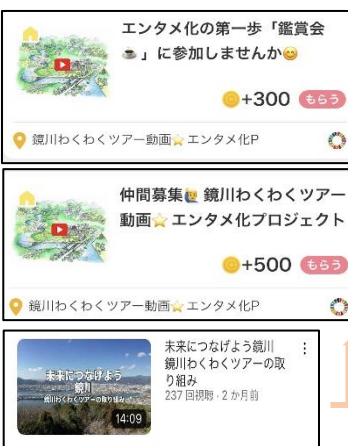 エンタメ化の第一歩「鑑賞会
☕」に参加しませんか😊
+300 もらう
鏡川わくわくツアー動画⭐エンタメ化P
仲間募集🙋 鏡川わくわくツアー
動画⭐エンタメ化プロジェクト
+500 もらう
鏡川わくわくツアー動画⭐エンタメ化P
未来につなげよう
鏡川
鏡川わくわくツアーの取り組み
14:09
未来につなげよう鏡川
鏡川わくわくツアーの取
り組み
237 回視聴・2 か月前